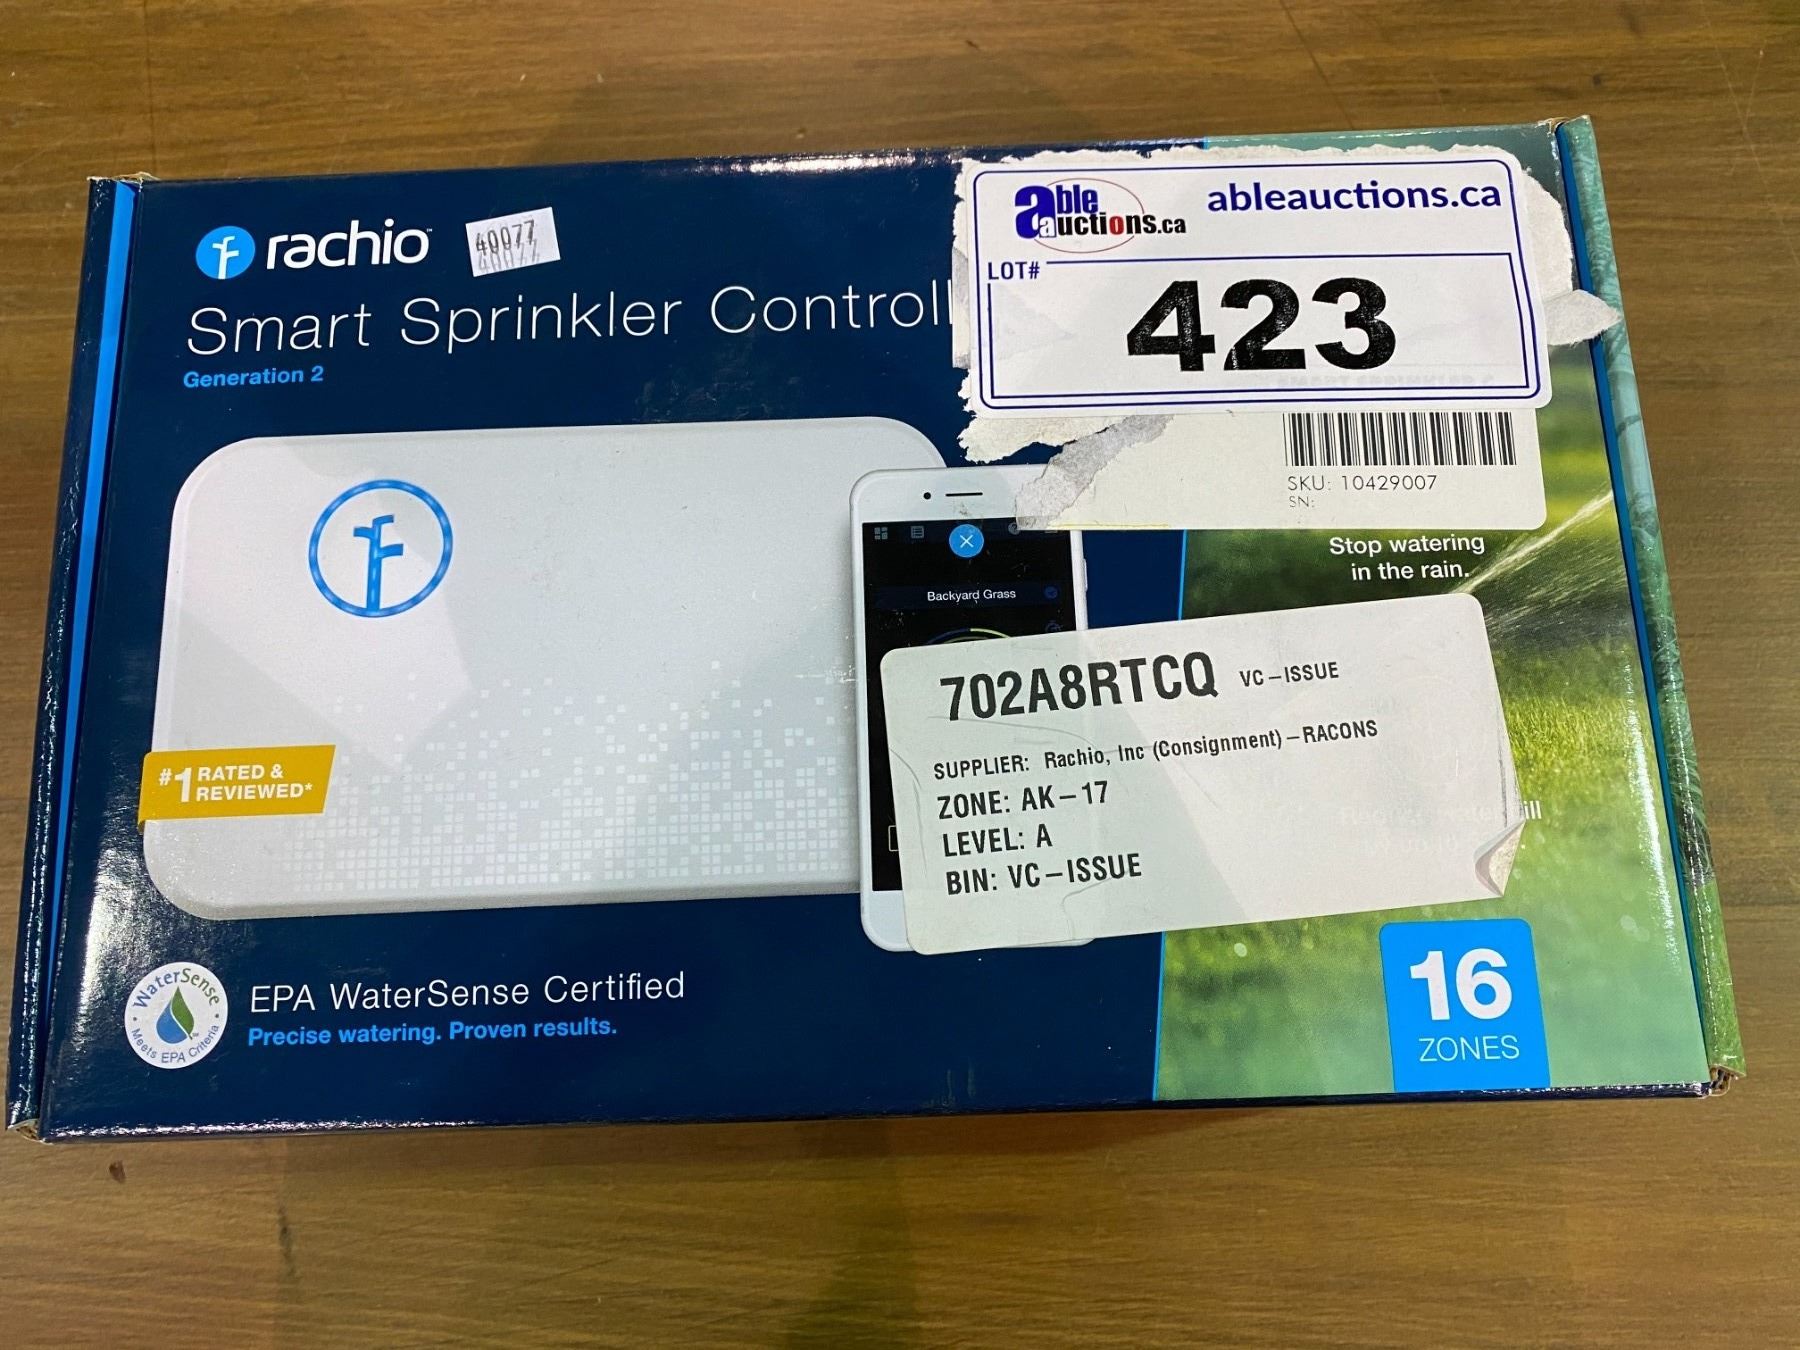 rachio
40077
Smart Sprinkler Controll
Generation 2
able auctions.ca
ableauctions.ca
LOT#
423
SKU: 10429007
SN:
Stop watering
in the rain.
Backyard Grass
702A8RTCQ VC-ISSUE
SUPPLIER: Rachio, Inc (Consignment)-RACONS
ZONE: AK-17
LEVEL: A
BIN: VC-ISSUE
#1 RATED &
REVIEWED*
WaterSense
Meets EPA Criteria
EPA WaterSense Certified
Precise watering. Proven results.
16
ZONES